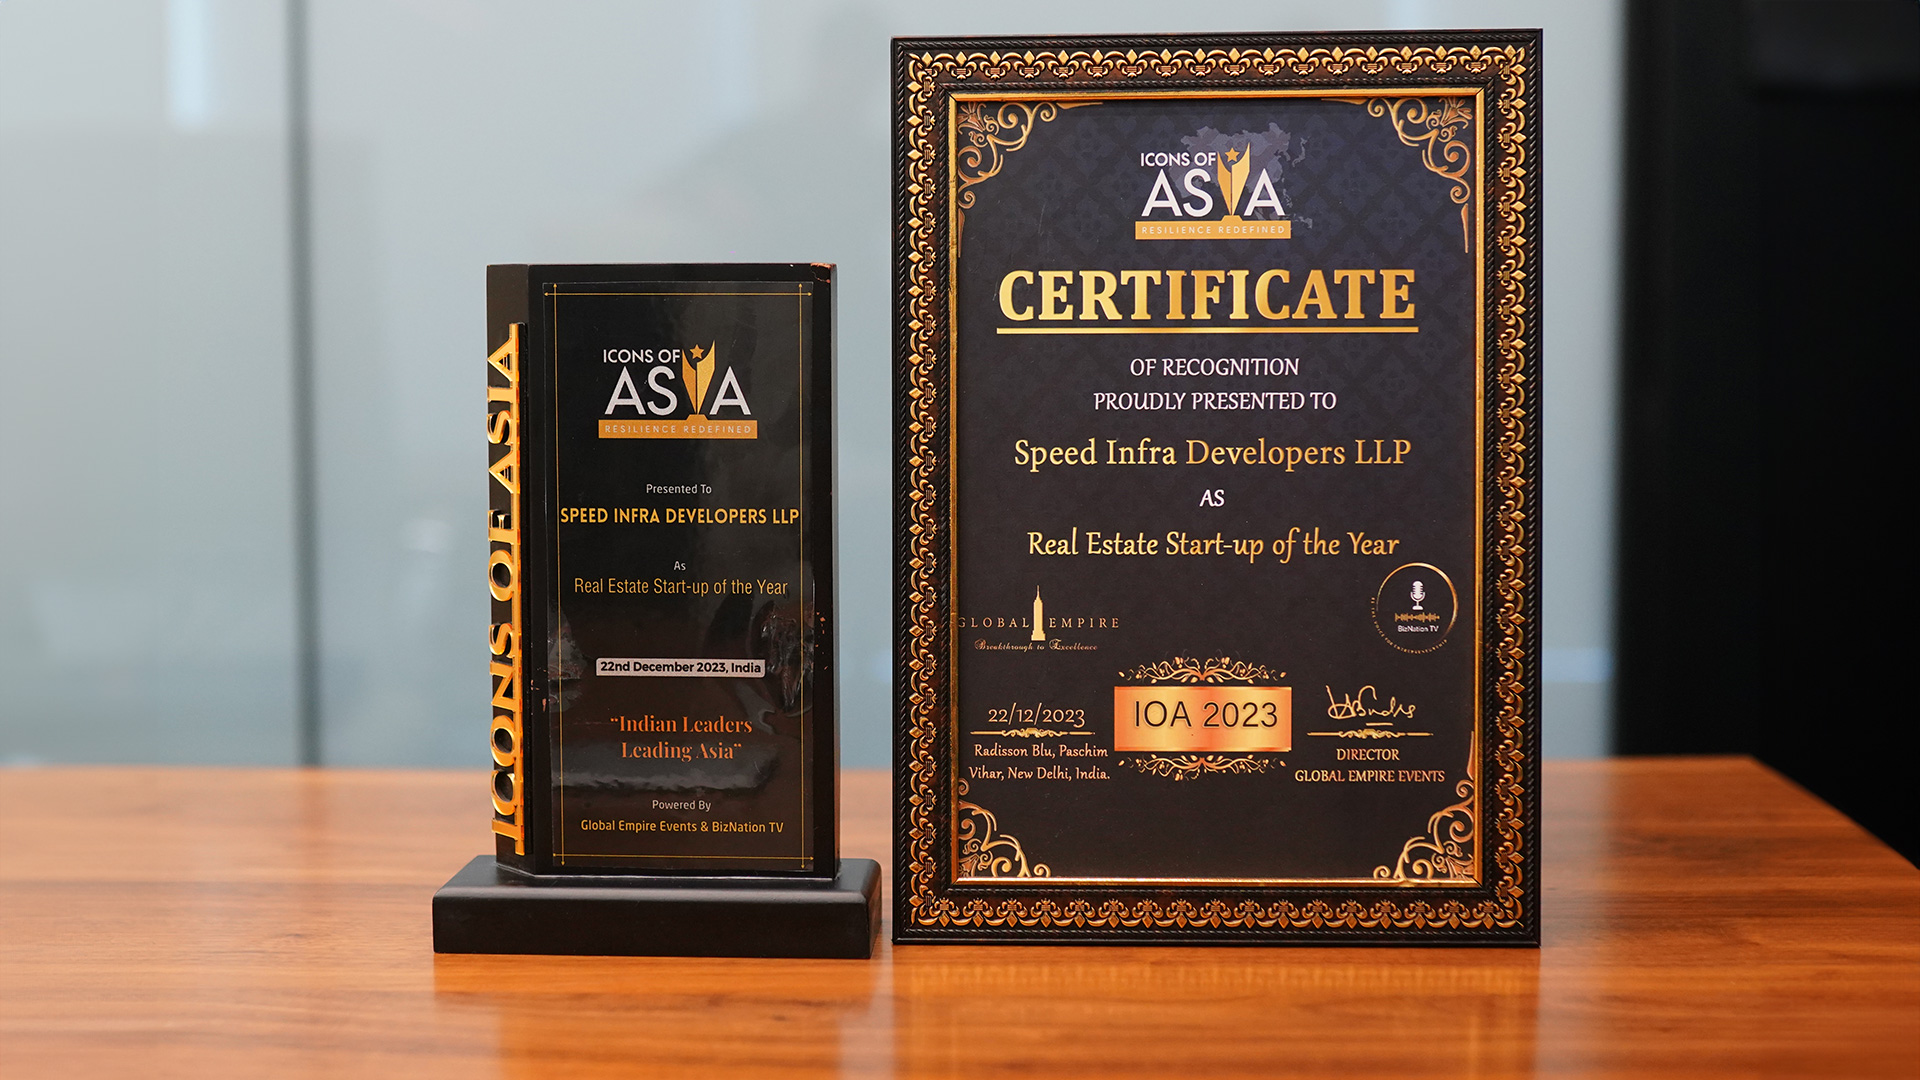 ICONS OF ASIA
ICONS OF
ASIA
RESILIENCE REDEFINED
Presented To
SPEED INFRA DEVELOPERS LLP
As
Real Estate Start-up of the Year
22nd December 2023, India
“Indian Leaders
Leading Asia”
Powered By
Global Empire Events & BizNation TV
ICONS OF
ASIA
RESILIENCE REDEFINED
CERTIFICATE
OF RECOGNITION
PROUDLY PRESENTED TO
Speed Infra Developers LLP
AS
Real Estate Start-up of the Year
GLOBAL EMPIRE
Breakthrough to Excellence
BizNation TV
22/12/2023
Radisson Blu, Paschim
Vihar, New Delhi, India.
IOA 2023
DIRECTOR
GLOBAL EMPIRE EVENTS